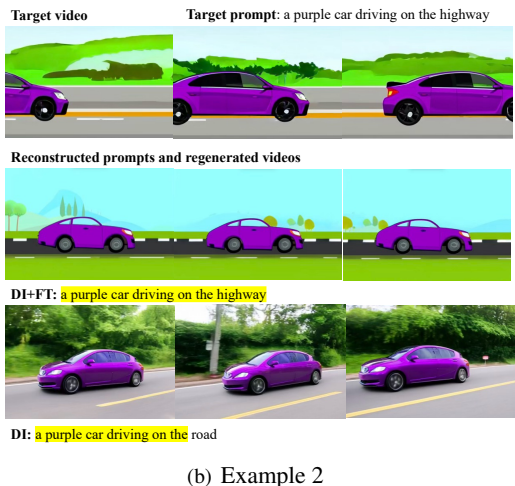 Target video Target prompt: a purple car driving on the highway
Reconstructed prompts and regenerated videos
DI+FT: a purple car driving on the highway
DI: a purple car driving on the road
(b) Example 2